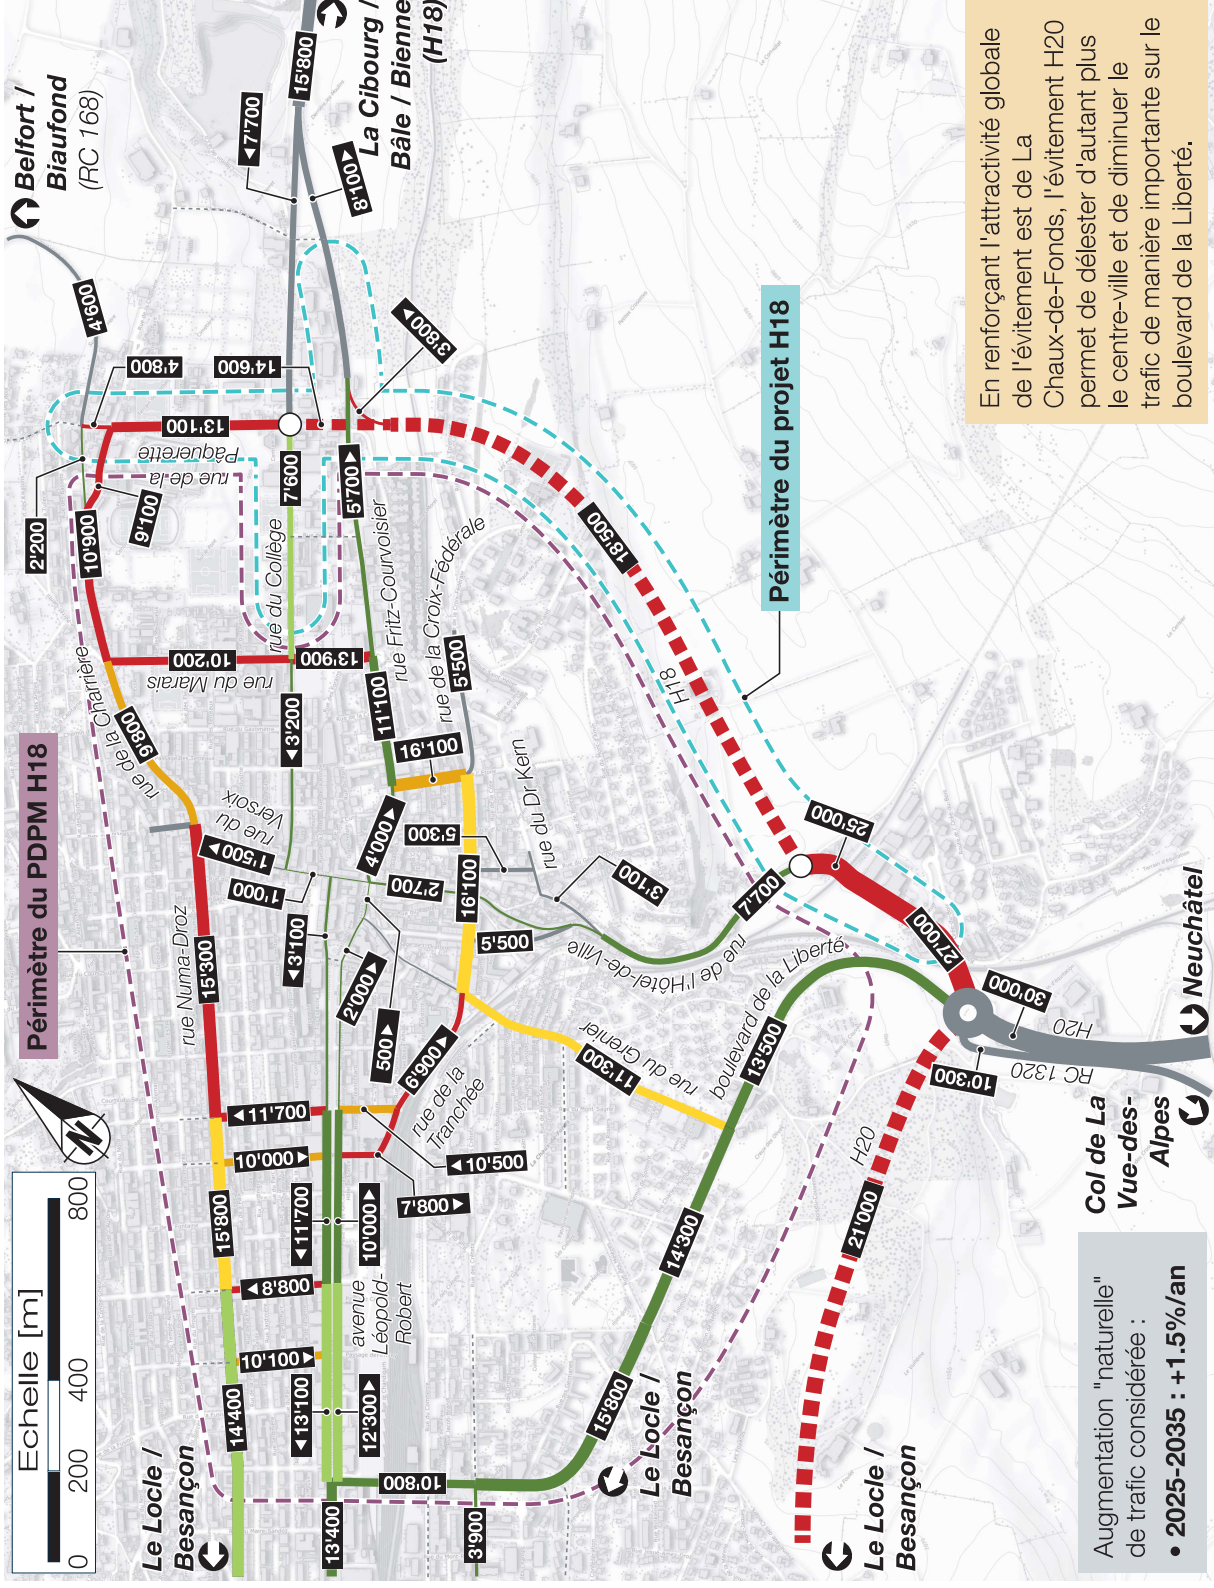 Echelle [m]
0 200 400 800
N
Périmètre du PDPM H18
Belfort /
Biaufond
(RC 168)
Le Locle /
Besançon
2'200
4'600
10'900
9'100
4'800
13'100
rue de la
Pâquerette
14'600
rue de la Charrière
9'800
10'200
rue du Marais
rue Numa-Droz
15'300
15'800
14'400
rue du
Versoix
◄1'500
1'000
◄3'200
13'900
rue du Collège
7'600
◄7'700
15'800
8'100►
La Cibourg /
Bâle / Bienne
(H18)
◄11'700
10'000►
◄8'800
10'100►
◄3'100
2'000►
500►
4'000►
2'700
11'100
5'700►
3'800►
rue Fritz-Courvoisier
rue de la Croix-Fédérale
5'500
16'100
5'300
16'100
rue du Dr Kern
3'100
5'500
◄11'700
10'000►
◄13'100
12'300►
avenue
Léopold-
Robert
13'400
10'800
3'900
7'800►
◄10'500
6'900►
rue de la
Tranchée
11'300
rue du Grenier
rue de l'Hôtel-de-Ville
7'700
boulevard de la Liberté
13'500
14'300
15'800
Le Locle /
Besançon
18'500
H18
Périmètre du projet H18
25'000
27'000
30'000
H20
10'300
RC 1320
H20
21'000
Le Locle /
Besançon
Col de La
Vue-des-
Alpes
Neuchâtel
En renforçant l'attractivité globale
de l'évitement est de La
Chaux-de-Fonds, l'évitement H20
permet de délester d'autant plus
le centre-ville et de diminuer le
trafic de manière importante sur le
boulevard de la Liberté.
Augmentation "naturelle"
de trafic considérée :
• 2025-2035 : +1.5%/an